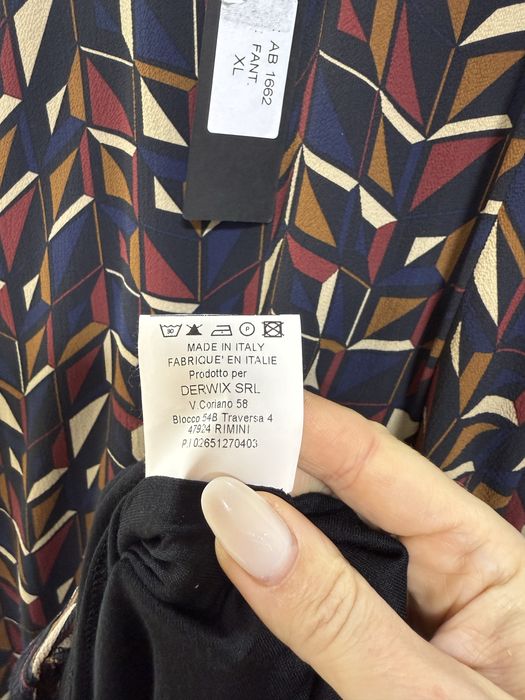 AB 1662
: FANT.
: XL
30 P
MADE IN ITALY
FABRIQUE' EN ITALIE
Prodotto per
DERWIX SRL
V.Coriano 58
Blocco 54B Traversa 4
47924 RIMINI
P.I 02651270403